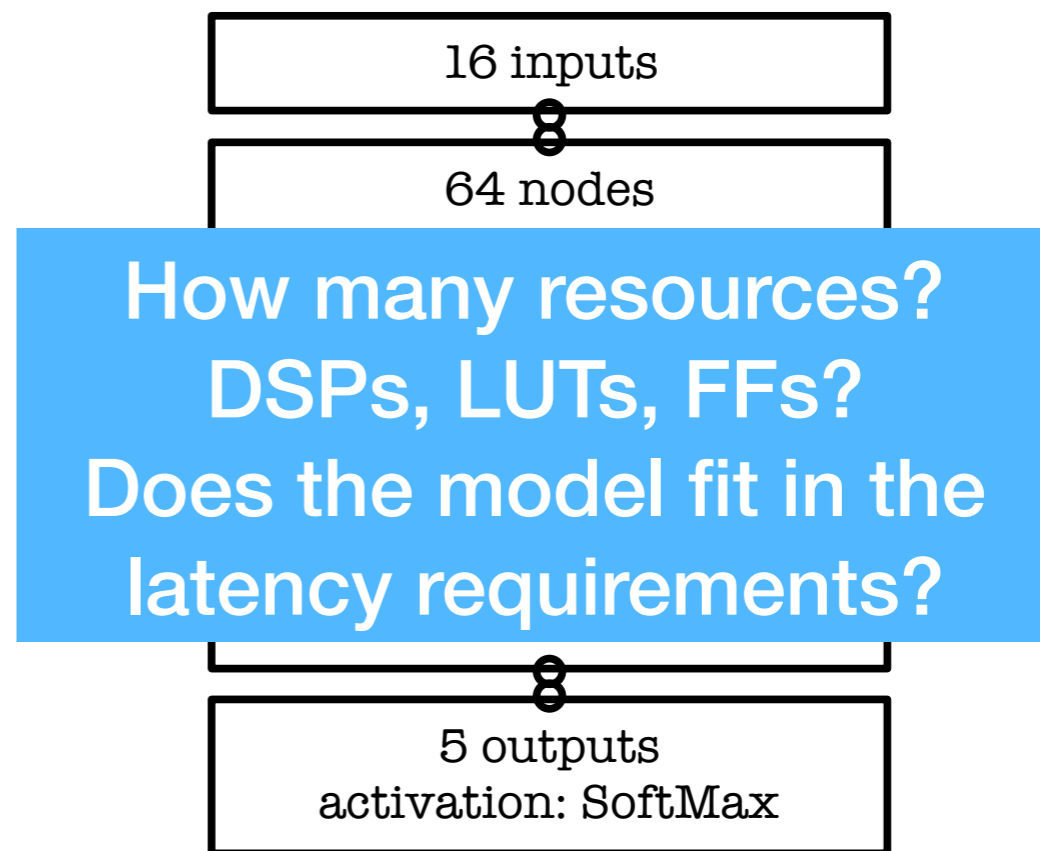 16 inputs
64 nodes
How many resources?
DSPs, LUTs, FFs?
Does the model fit in the
latency requirements?
5 outputs
activation: SoftMax